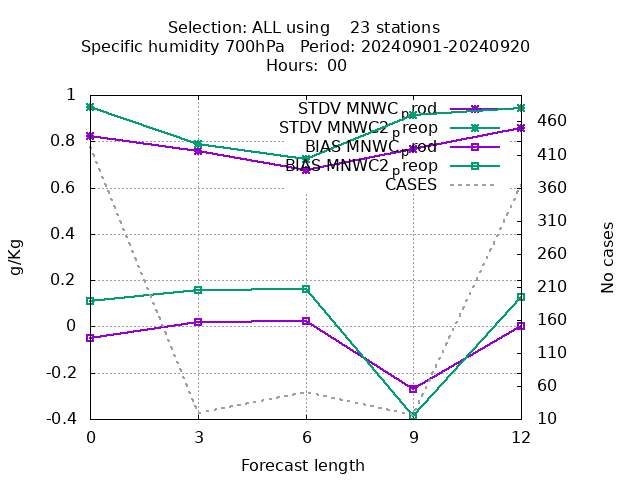 Selection: ALL using 23 stations
Specific humidity 700hPa Period: 20240901-20240920
Hours: 00
STDV MNWC_prod
STDV MNWC2_preop
BIAS MNWC_prod
BIAS MNWC2_preop
CASES
1
0.8
0.6
0.4
0.2
0
-0.2
-0.4
g/Kg
460
410
360
310
260
210
160
110
60
10
No cases
0 3 6 9 12
Forecast length